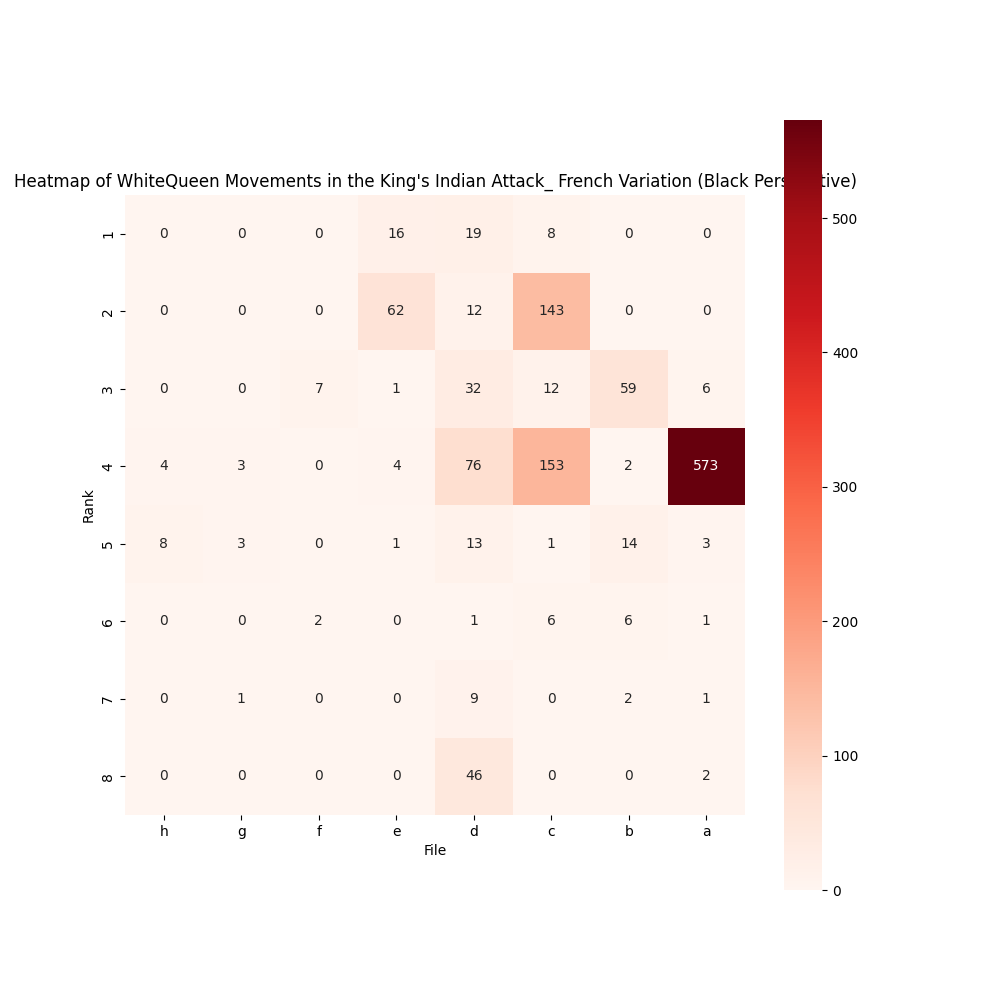 Heatmap of WhiteQueen Movements in the King's Indian Attack_ French Variation (Black Pers tive)
1 0 0 0 16 19 8 0 0
2 0 0 0 62 12 143 0 0
3 0 0 7 1 32 12 59 6
4 4 3 0 4 76 153 2 573
5 8 3 0 1 13 1 14 3
6 0 0 2 0 1 6 6 1
7 0 1 0 0 9 0 2 1
8 0 0 0 0 46 0 0 2
h g f e d c b a
File
Rank
500
400
300
200
100
0